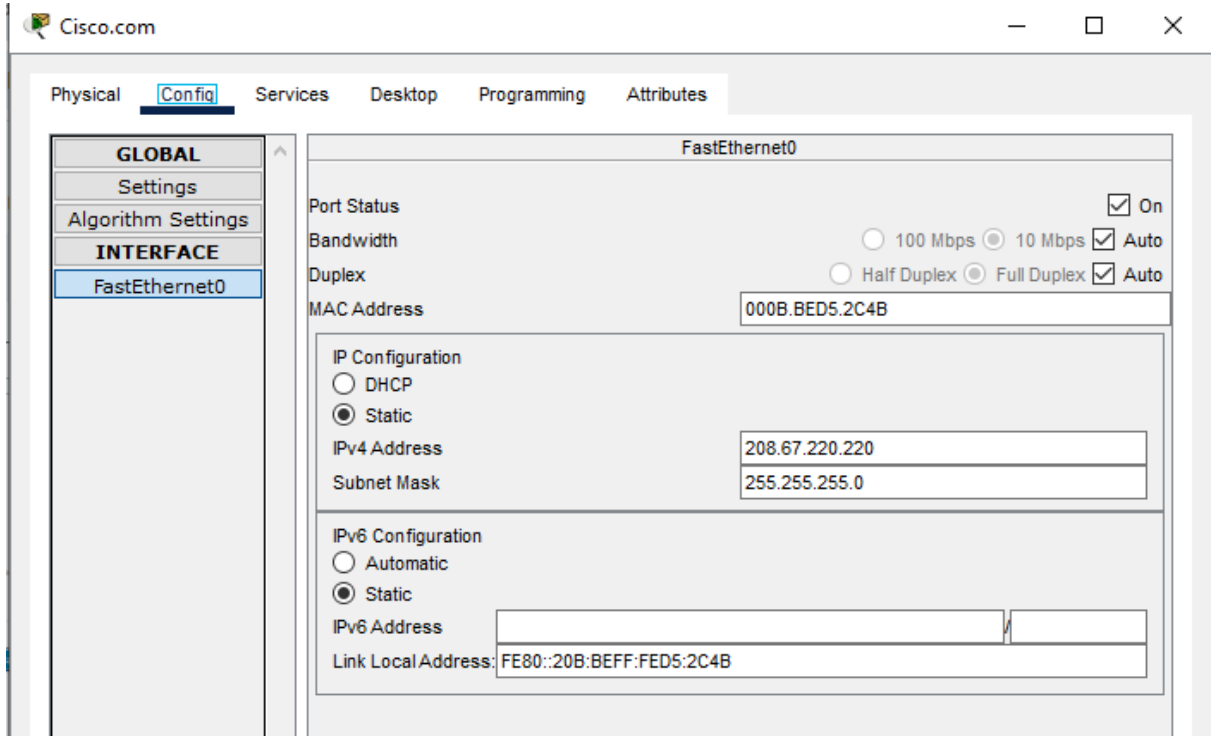 Cisco.com
Physical Config Services Desktop Programming Attributes
GLOBAL
Settings
Algorithm Settings
INTERFACE
FastEthernet0
FastEthernet0
Port Status On
Bandwidth 100 Mbps 10 Mbps Auto
Duplex Half Duplex Full Duplex Auto
MAC Address 000B.BED5.2C4B
IP Configuration
DHCP
Static
IPv4 Address 208.67.220.220
Subnet Mask 255.255.255.0
IPv6 Configuration
Automatic
Static
IPv6 Address /
Link Local Address: FE80::20B:BEFF:FED5:2C4B